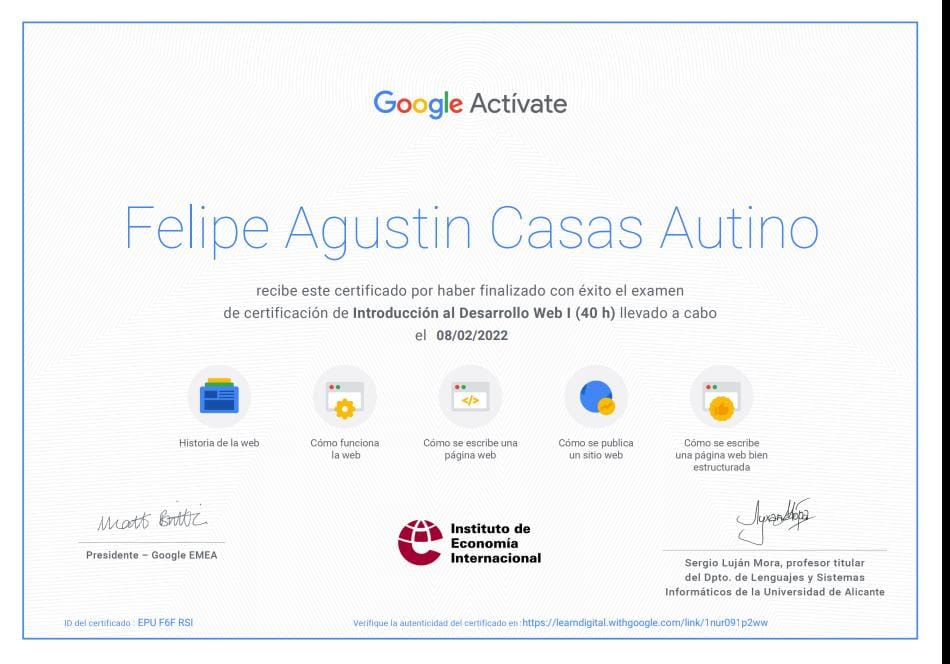 Google Actívate
Felipe Agustin Casas Autino
recibe este certificado por haber finalizado con éxito el examen
de certificación de Introducción al Desarrollo Web I (40 h) llevado a cabo
el 08/02/2022
</>
Historia de la web
Cómo funciona
la web
Cómo se escribe una
página web
Cómo se publica
un sitio web
Cómo se escribe
una página web bien
estructurada
Matt Brittin
Presidente – Google EMEA
Instituto de
Economía
Internacional
Sergio Luján Mora, profesor titular
del Dpto. de Lenguajes y Sistemas
Informáticos de la Universidad de Alicante
ID del certificado : EPU F6F RSI
Verifique la autenticidad del certificado en: https://learndigital.withgoogle.com/link/1nur091p2ww